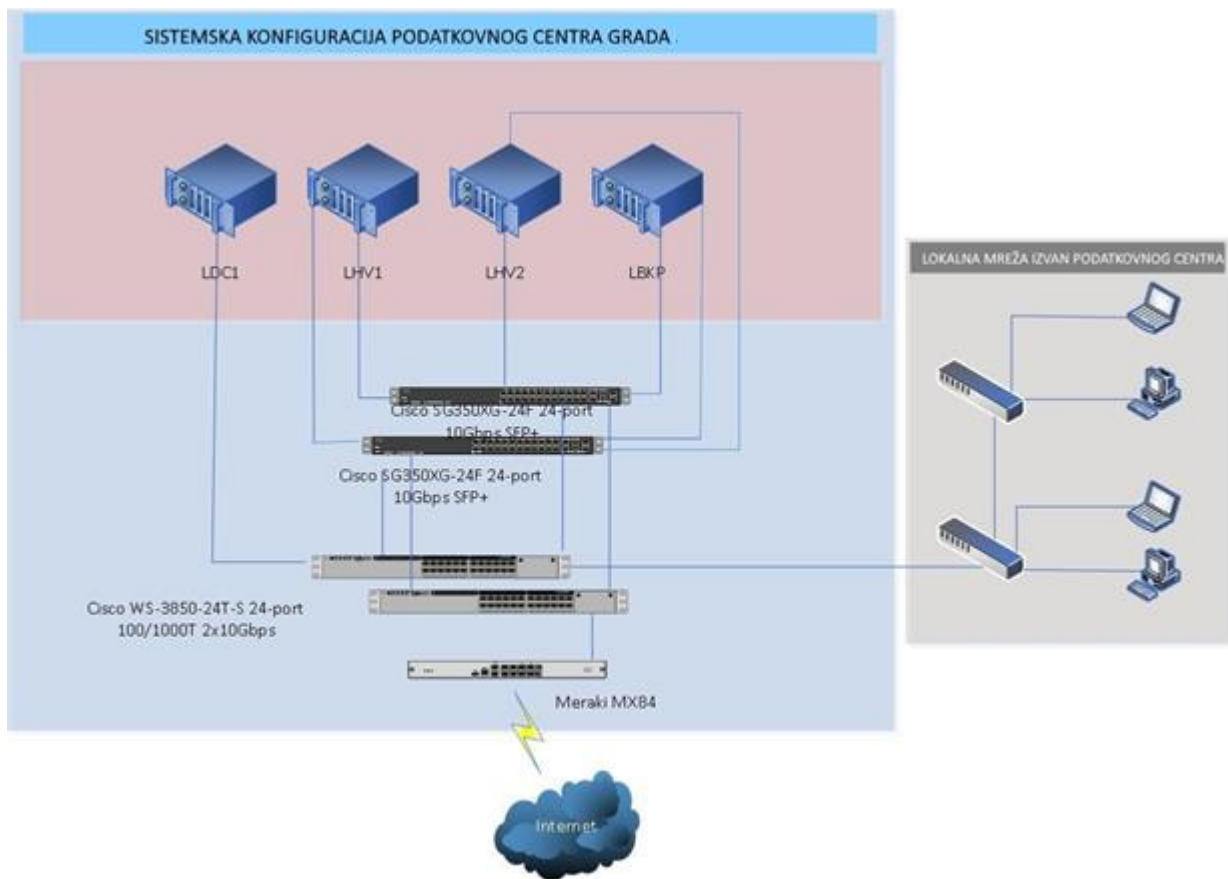 SISTEMSKA KONFIGURACIJA PODATKOVNOG CENTRA GRADA
LDC1
LHV1
LHV2
LBKP
LOKALNA MREŽA IZVAN PODATKOVNOG CENTRA
Cisco SG350XG-24F 24-port
10Gbps SFP+
Cisco SG350XG-24F 24-port
10Gbps SFP+
Cisco WS-3850-24T-S 24-port
100/1000T 2x10Gbps
Meraki MX84
Internet